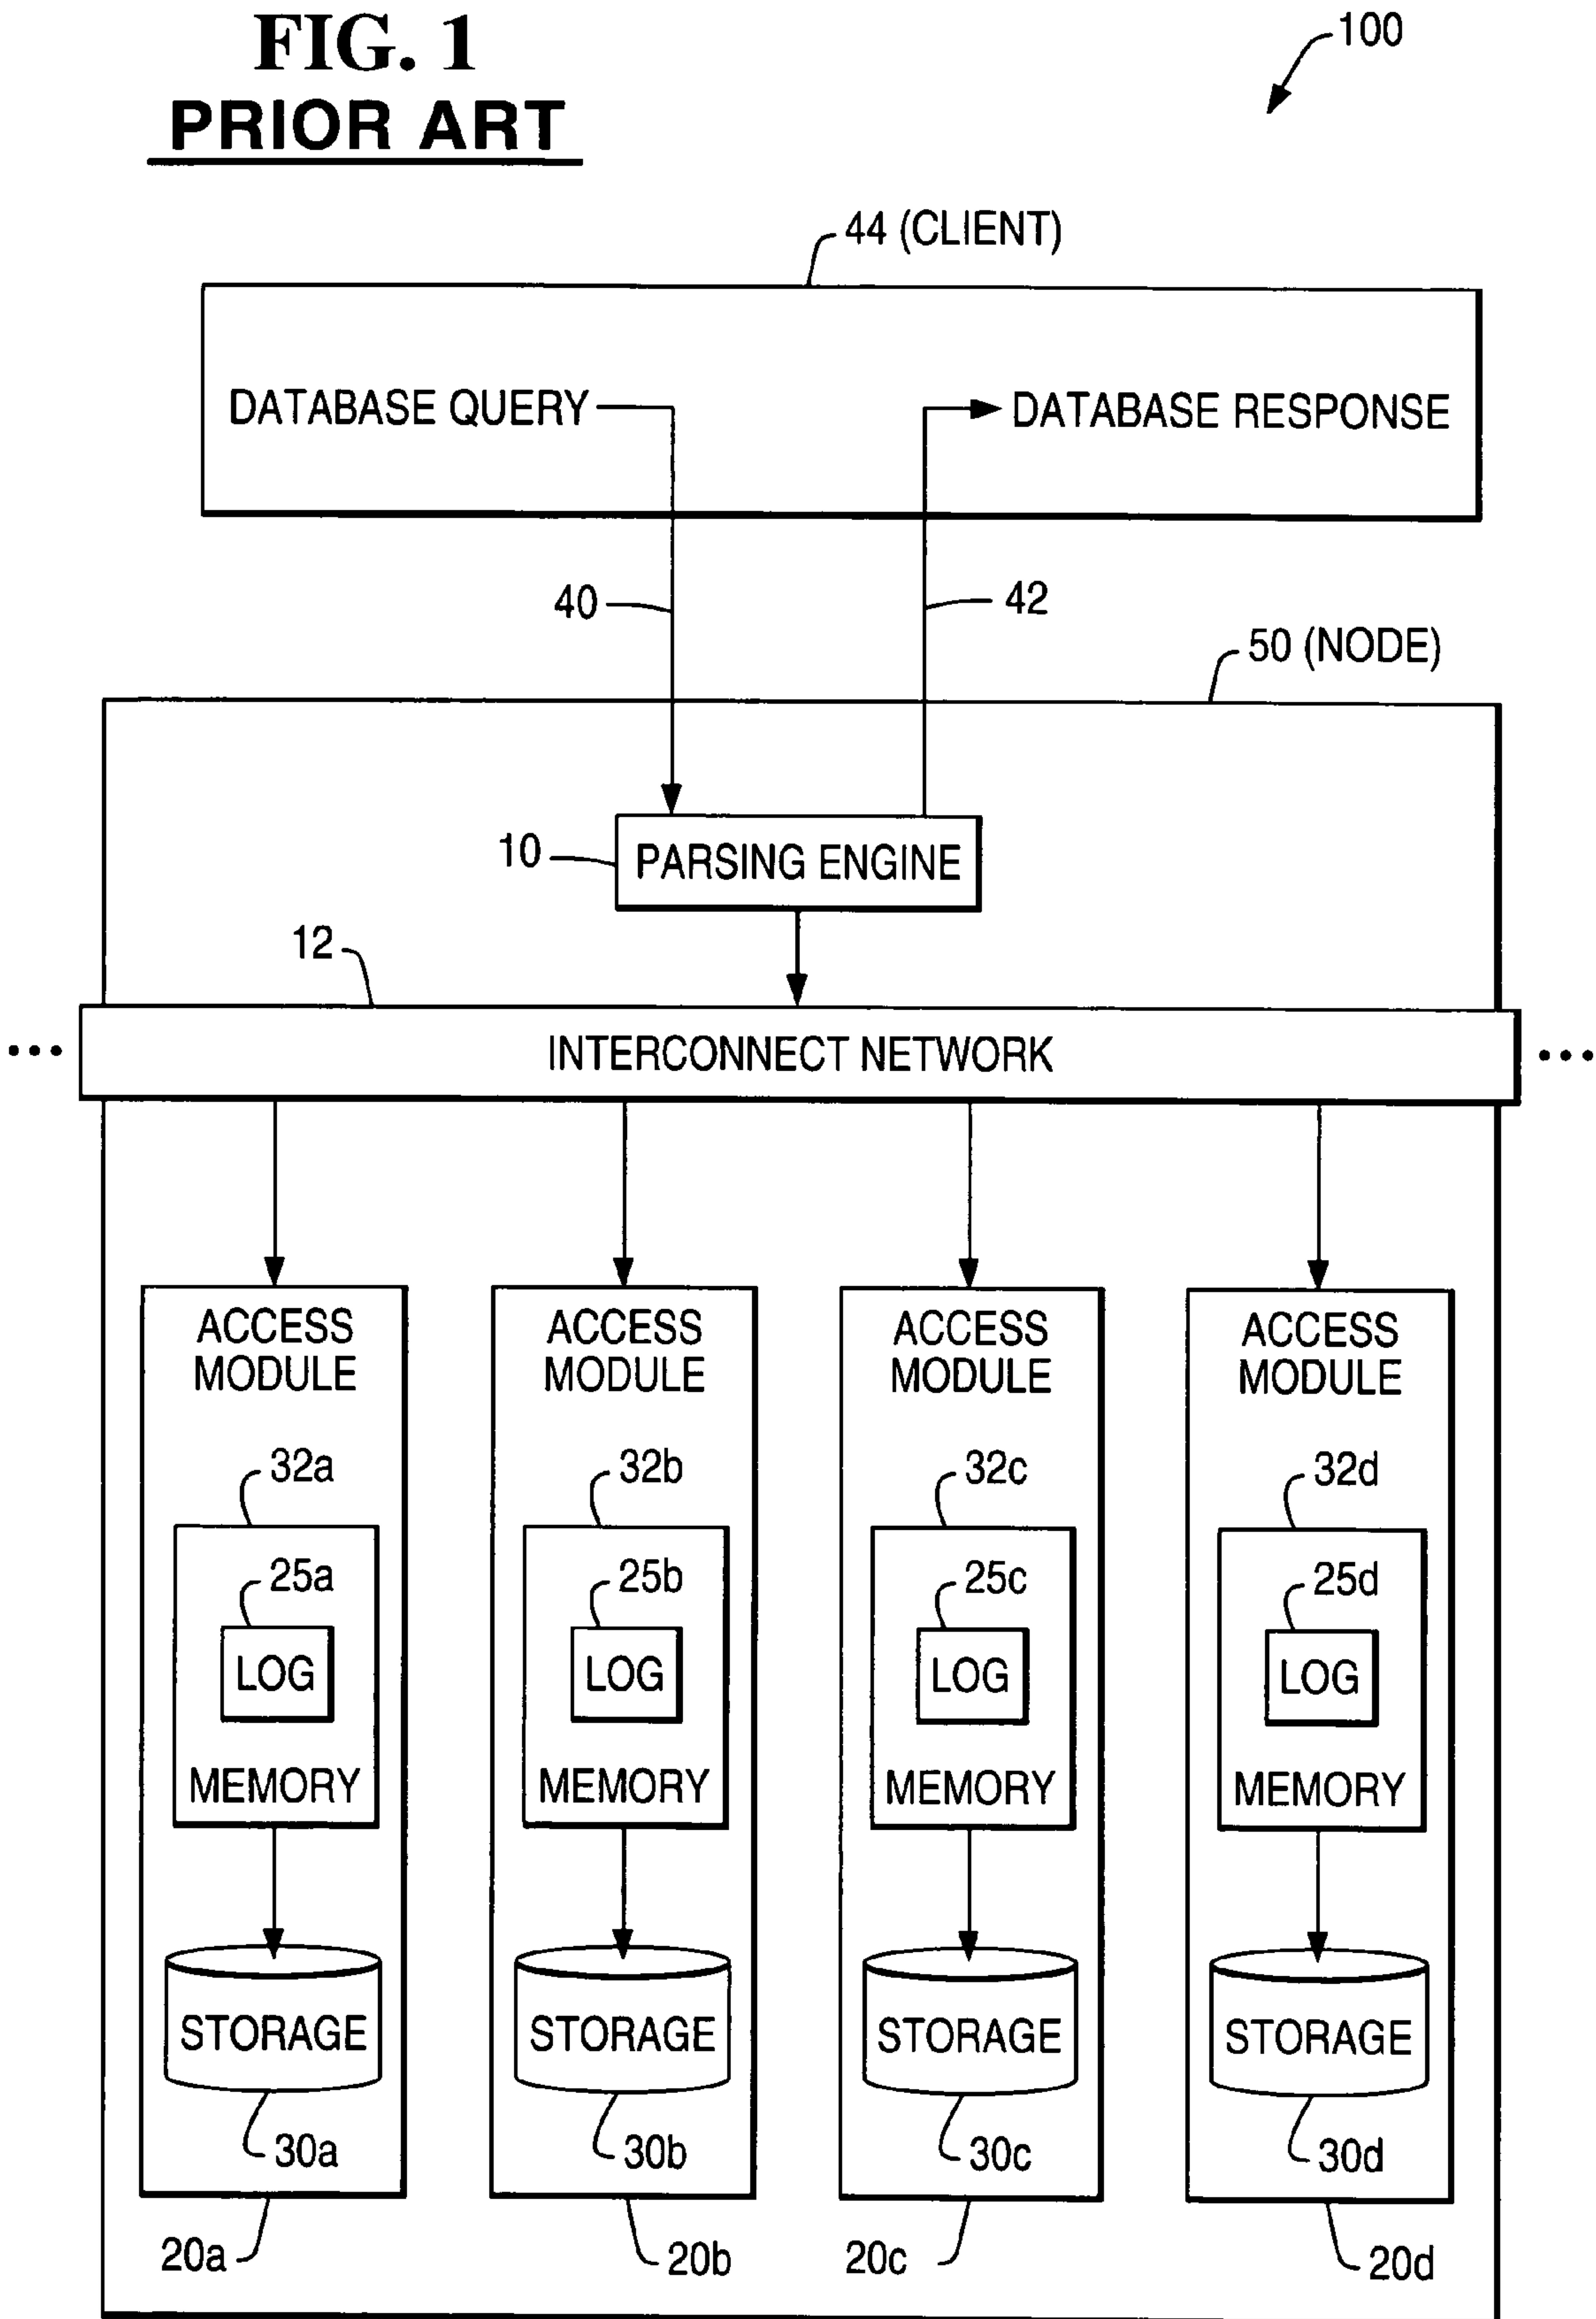 FIG. 1
PRIOR ART
100
44 (CLIENT)
DATABASE QUERY
DATABASE RESPONSE
40
42
50 (NODE)
10
PARSING ENGINE
12
... INTERCONNECT NETWORK ...
ACCESS MODULE
ACCESS MODULE
ACCESS MODULE
ACCESS MODULE
32a
32b
32c
32d
25a
25b
25c
25d
LOG
LOG
LOG
LOG
MEMORY
MEMORY
MEMORY
MEMORY
STORAGE
STORAGE
STORAGE
STORAGE
30a
30b
30c
30d
20a
20b
20c
20d